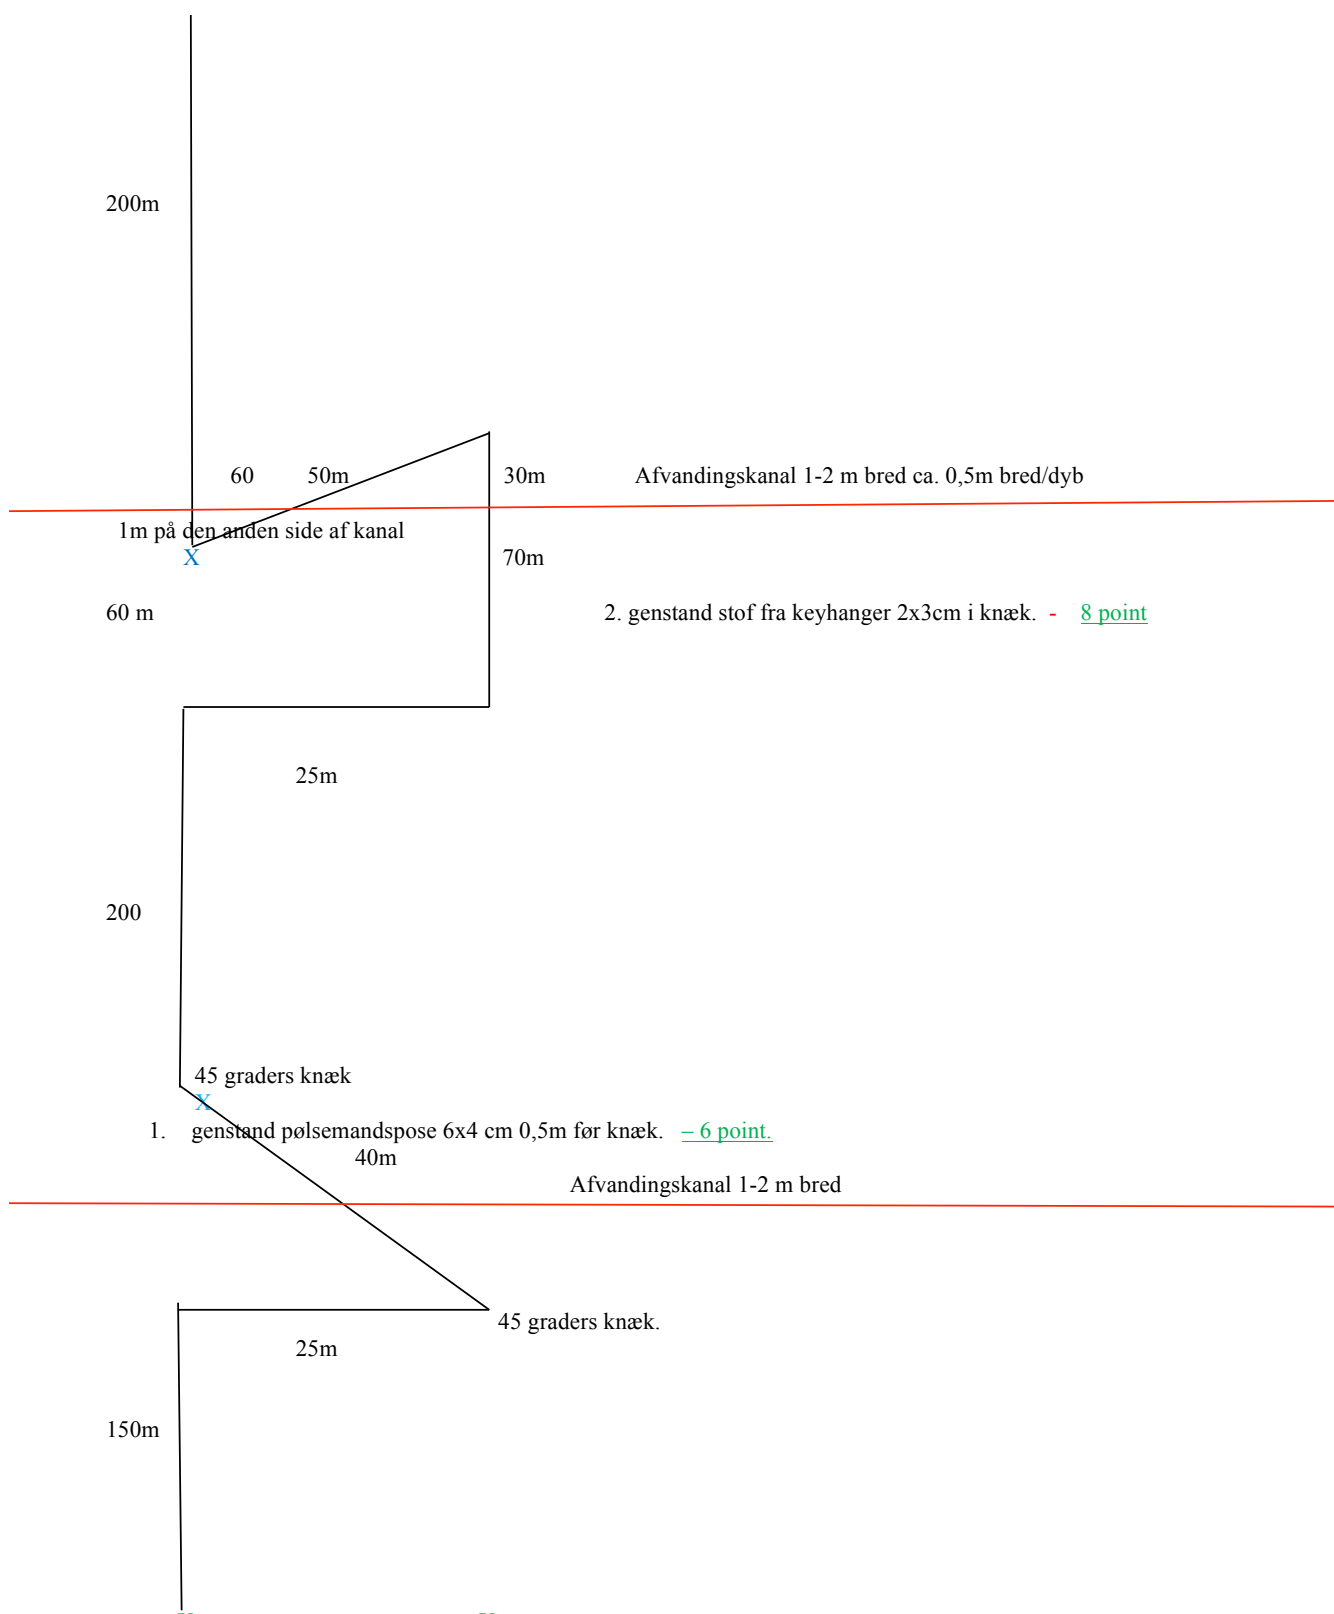 200m
60 50m 30m Afvandingskanal 1-2 m bred ca. 0,5m bred/dyb
1m på den anden side af kanal
X 70m
60 m 2. genstand stof fra keyhanger 2x3cm i knæk. - 8 point
25m
200
45 graders knæk
X
1. genstand pølsemandspose 6x4 cm 0,5m før knæk. – 6 point.
40m
Afvandingskanal 1-2 m bred
45 graders knæk.
25m
150m